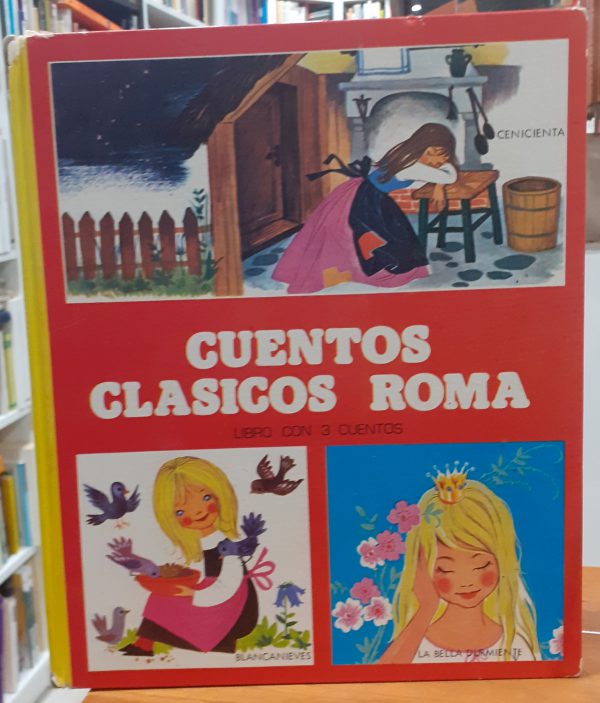 CENICIENTA
CUENTOS
CLASICOS ROMA
LIBRO CON 3 CUENTOS
BLANCANIEVES
LA BELLA DURMIENTE